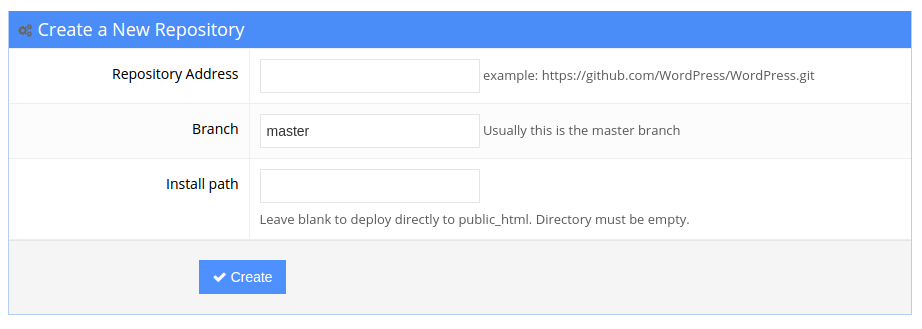 Create a New Repository
Repository Address
example: https://github.com/WordPress/WordPress.git
Branch
master
Usually this is the master branch
Install path
Leave blank to deploy directly to public_html. Directory must be empty.
Create